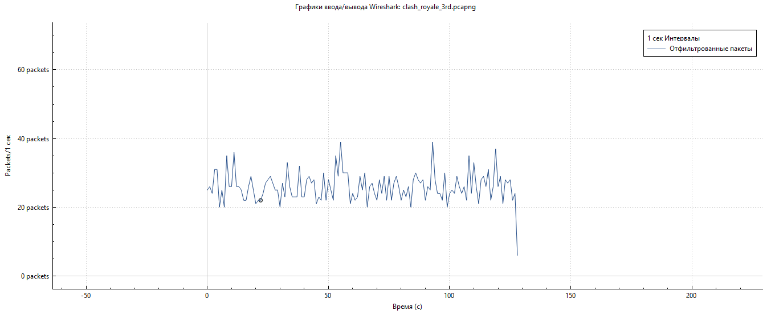 Графики ввода/вывода Wireshark: clash_royale_3rd.pcapng
1 сек Интервалы
Отфильтрованные пакеты
60 packets
40 packets
20 packets
0 packets
Packets/1 сек
-50
0
50
100
150
200
Время (с)